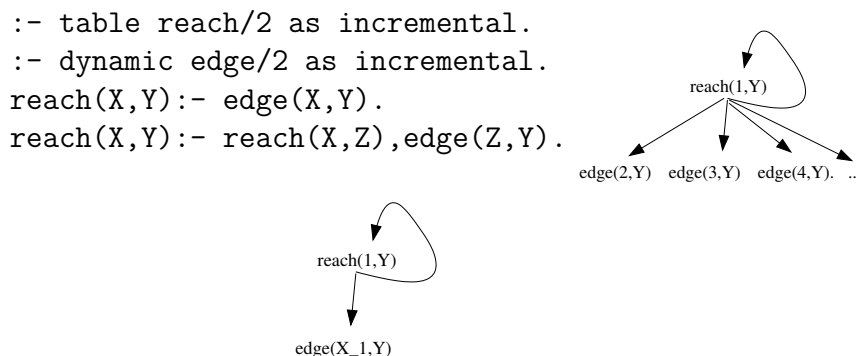 :- table reach/2 as incremental.
:- dynamic edge/2 as incremental.
reach(X,Y):- edge(X,Y).
reach(X,Y):- reach(X,Z),edge(Z,Y).
reach(1,Y)
edge(2,Y) edge(3,Y) edge(4,Y). ..
reach(1,Y)
edge(X_1,Y)